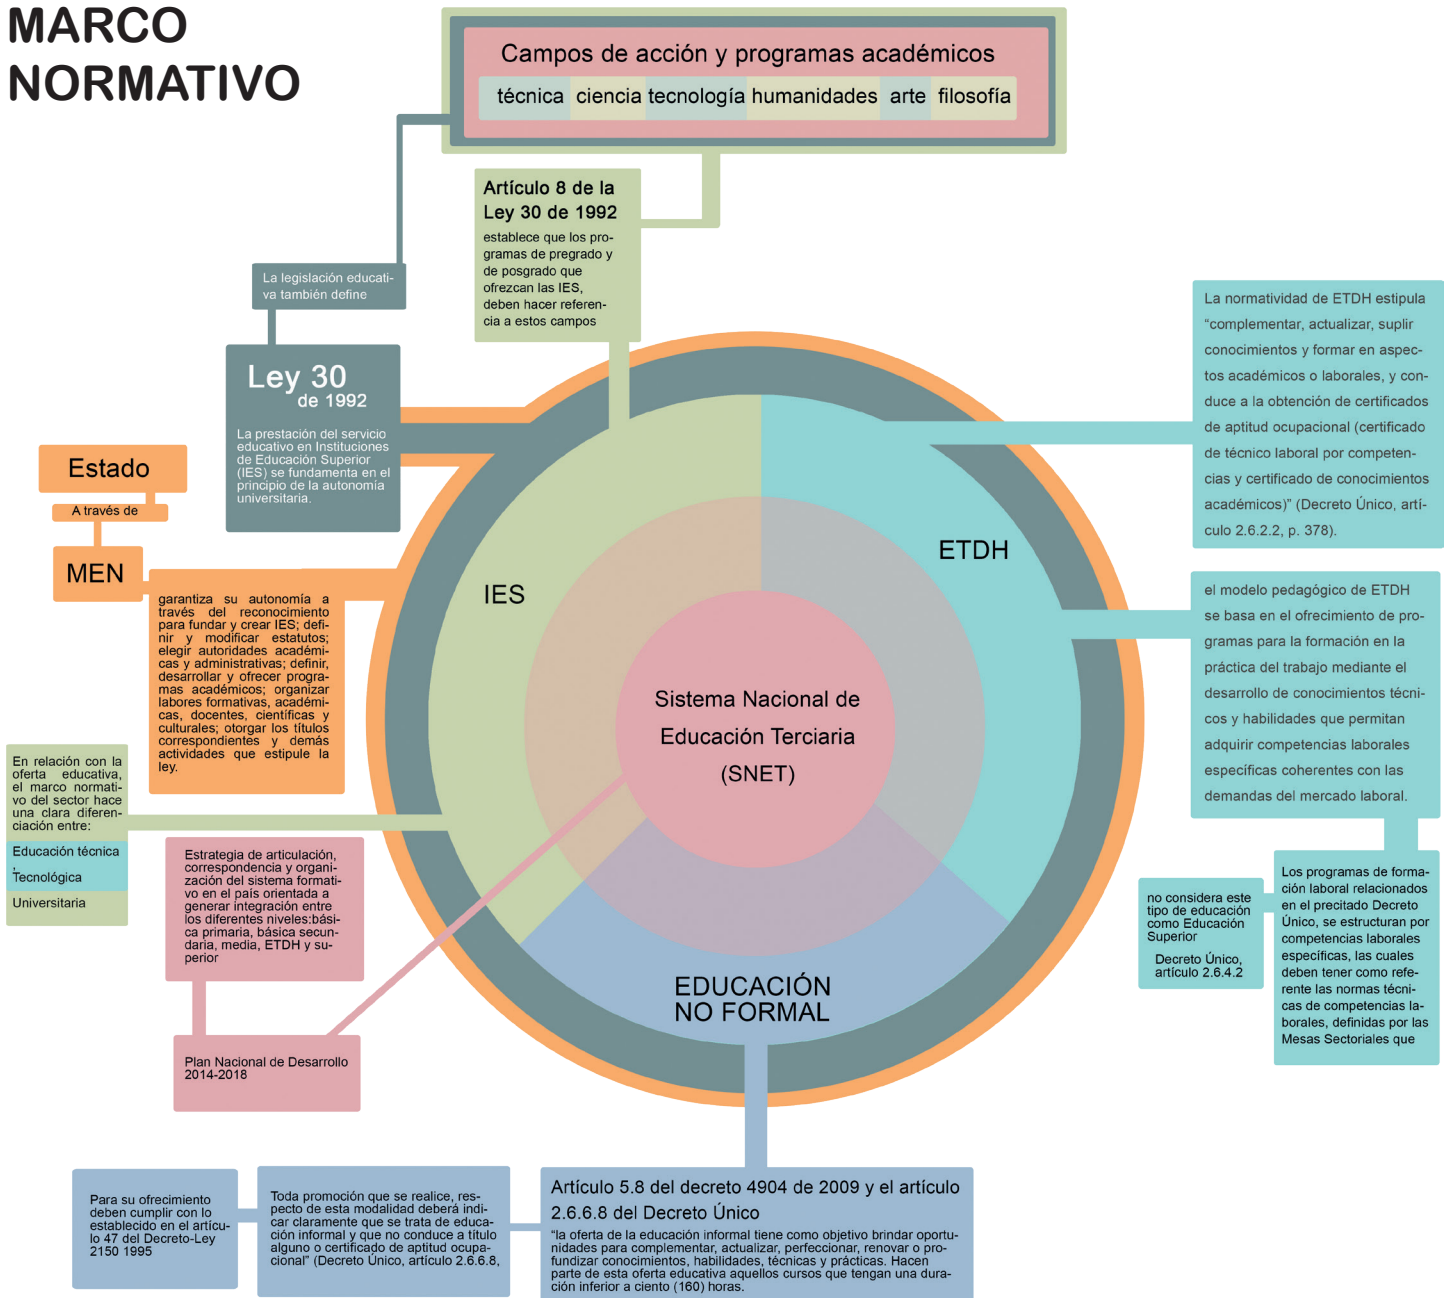 MARCO
NORMATIVO
Campos de acción y programas académicos
técnica ciencia tecnología humanidades arte filosofía
Artículo 8 de la
Ley 30 de 1992
establece que los pro-
gramas de pregrado y
de posgrado que
ofrezcan las IES,
deben hacer referen-
cia a estos campos
La legislación educati-
va también define
Ley 30
de 1992
La prestación del servicio
educativo en Instituciones
de Educación Superior
(IES) se fundamenta en el
principio de la autonomía
universitaria.
Estado
A través de
MEN
garantiza su autonomía a
través del reconocimiento
para fundar y crear IES; defi-
nir y modificar estatutos;
elegir autoridades académi-
cas y administrativas; definir,
desarrollar y ofrecer progra-
mas académicos; organizar
labores formativas, académi-
cas, docentes, científicas y
culturales; otorgar los títulos
correspondientes y demás
actividades que estipule la
ley.
En relación con la
oferta educativa,
el marco normati-
vo del sector hace
una clara diferen-
ciación entre:
Educación técnica
,
Tecnológica
Universitaria
Estrategia de articulación,
correspondencia y organi-
zación del sistema formati-
vo en el país orientada a
generar integración entre
los diferentes niveles:bási-
ca primaria, básica secun-
daria, media, ETDH y su-
perior
Plan Nacional de Desarrollo
2014-2018
IES
ETDH
Sistema Nacional de
Educación Terciaria
(SNET)
EDUCACIÓN
NO FORMAL
La normatividad de ETDH estipula
“complementar, actualizar, suplir
conocimientos y formar en aspec-
tos académicos o laborales, y con-
duce a la obtención de certificados
de aptitud ocupacional (certificado
de técnico laboral por competen-
cias y certificado de conocimientos
académicos)” (Decreto Único, artí-
culo 2.6.2.2, p. 378).
el modelo pedagógico de ETDH
se basa en el ofrecimiento de pro-
gramas para la formación en la
práctica del trabajo mediante el
desarrollo de conocimientos técni-
cos y habilidades que permitan
adquirir competencias laborales
específicas coherentes con las
demandas del mercado laboral.
Los programas de forma-
ción laboral relacionados
en el precitado Decreto
Único, se estructuran por
competencias laborales
específicas, las cuales
deben tener como refe-
rente las normas técni-
cas de competencias la-
borales, definidas por las
Mesas Sectoriales que
no considera este
tipo de educación
como Educación
Superior
Decreto Único,
artículo 2.6.4.2
Para su ofrecimiento
deben cumplir con lo
establecido en el artícu-
lo 47 del Decreto-Ley
2150 1995
Toda promoción que se realice, res-
pecto de esta modalidad deberá indi-
car claramente que se trata de educa-
ción informal y que no conduce a título
alguno o certificado de aptitud ocupa-
cional” (Decreto Único, artículo 2.6.6.8,
Artículo 5.8 del decreto 4904 de 2009 y el artículo
2.6.6.8 del Decreto Único
“la oferta de la educación informal tiene como objetivo brindar oportu-
nidades para complementar, actualizar, perfeccionar, renovar o pro-
fundizar conocimientos, habilidades, técnicas y prácticas. Hacen
parte de esta oferta educativa aquellos cursos que tengan una dura-
ción inferior a ciento (160) horas.